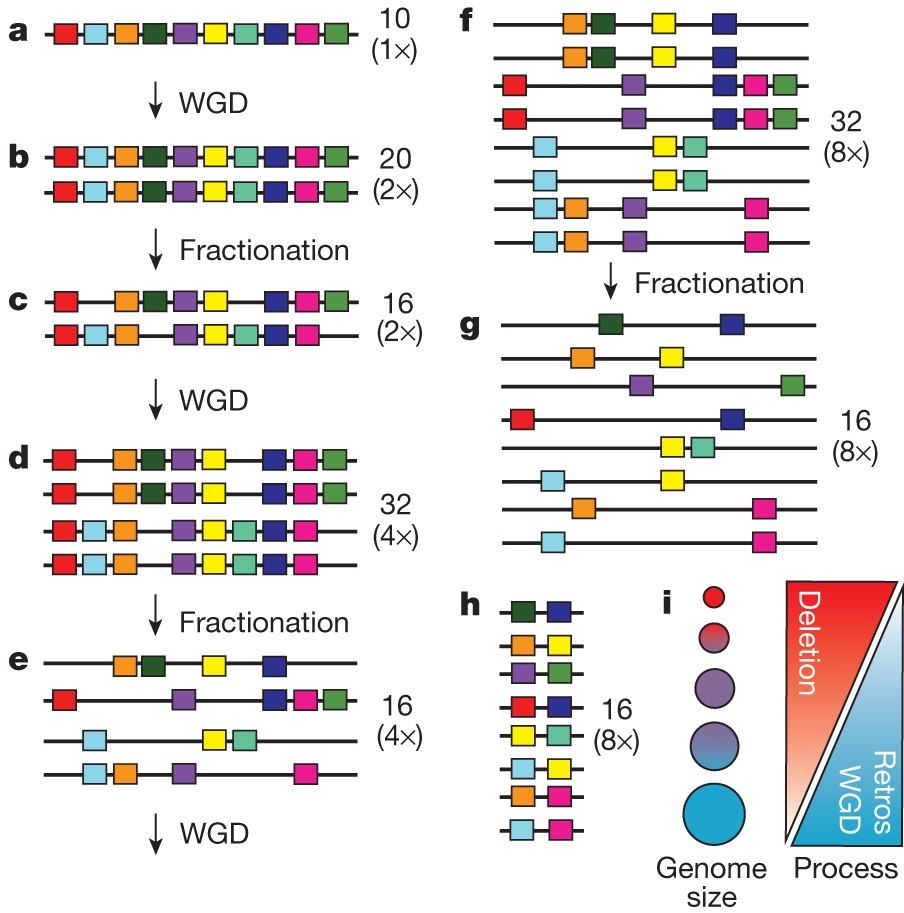 a
10
(1×)
WGD
b
20
(2×)
Fractionation
c
16
(2×)
WGD
d
32
(4×)
Fractionation
e
16
(4×)
WGD
f
32
(8×)
Fractionation
g
16
(8×)
h
16
(8×)
i
Deletion
Retros
WGD
Genome
size
Process